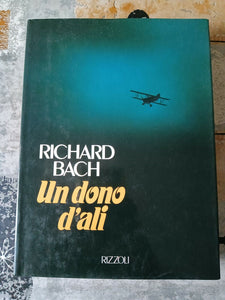 RICHARD
BACH
Un dono
d'ali
RIZZOLI